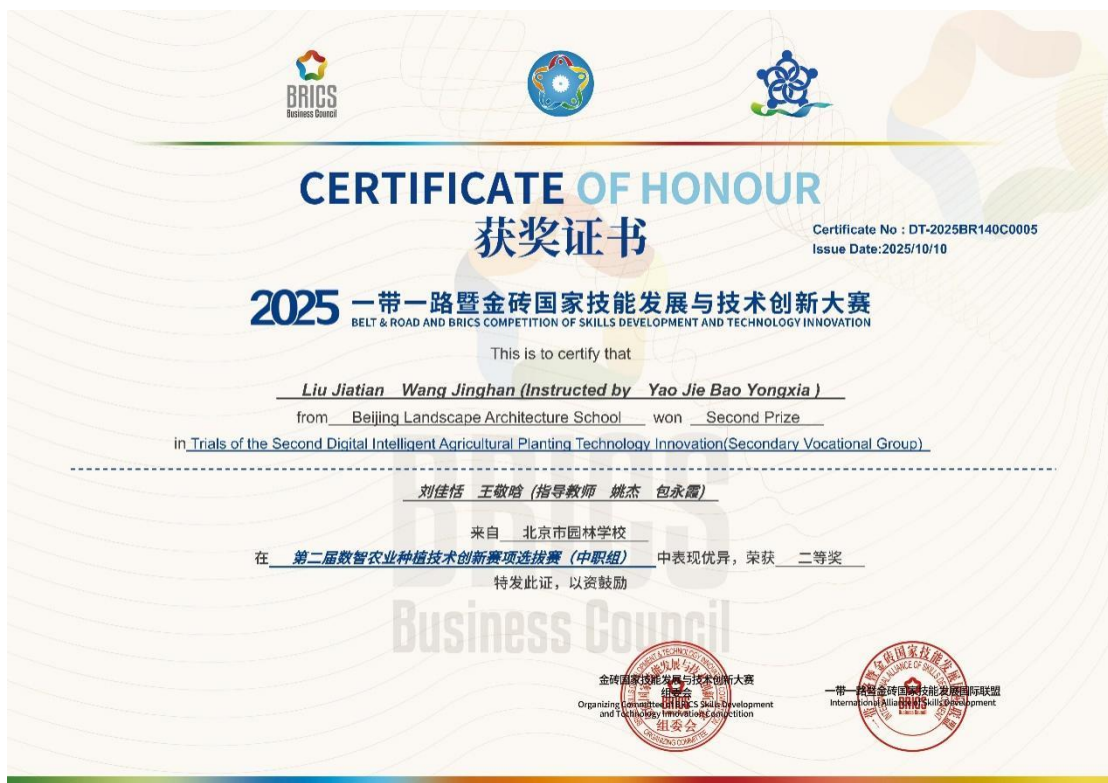 BRICS
Business Council
CERTIFICATE OF HONOUR
获奖证书
Certificate No : DT-2025BR140C0005
Issue Date:2025/10/10
2025 一带一路暨金砖国家技能发展与技术创新大赛
BELT & ROAD AND BRICS COMPETITION OF SKILLS DEVELOPMENT AND TECHNOLOGY INNOVATION
This is to certify that
Liu Jiatian Wang Jinghan (Instructed by Yao Jie Bao Yongxia )
from Beijing Landscape Architecture School won Second Prize
in Trials of the Second Digital Intelligent Agricultural Planting Technology Innovation(Secondary Vocational Group)
刘佳恬 王敬晗 (指导教师 姚杰 包永霞)
来自 北京市园林学校
在 第二届数智农业种植技术创新赛项选拔赛（中职组） 中表现优异，荣获 二等奖
特发此证，以资鼓励
BRICS
Business Council
金砖国家技能发展与技术创新大赛
组委会
Organizing Committee of BRICS Skills Development
and Technology Innovation Competition
组委会
ORGANIZING COMMITTEE
一带一路暨金砖国家技能发展国际联盟
International Alliance of Skills Development
BRICS